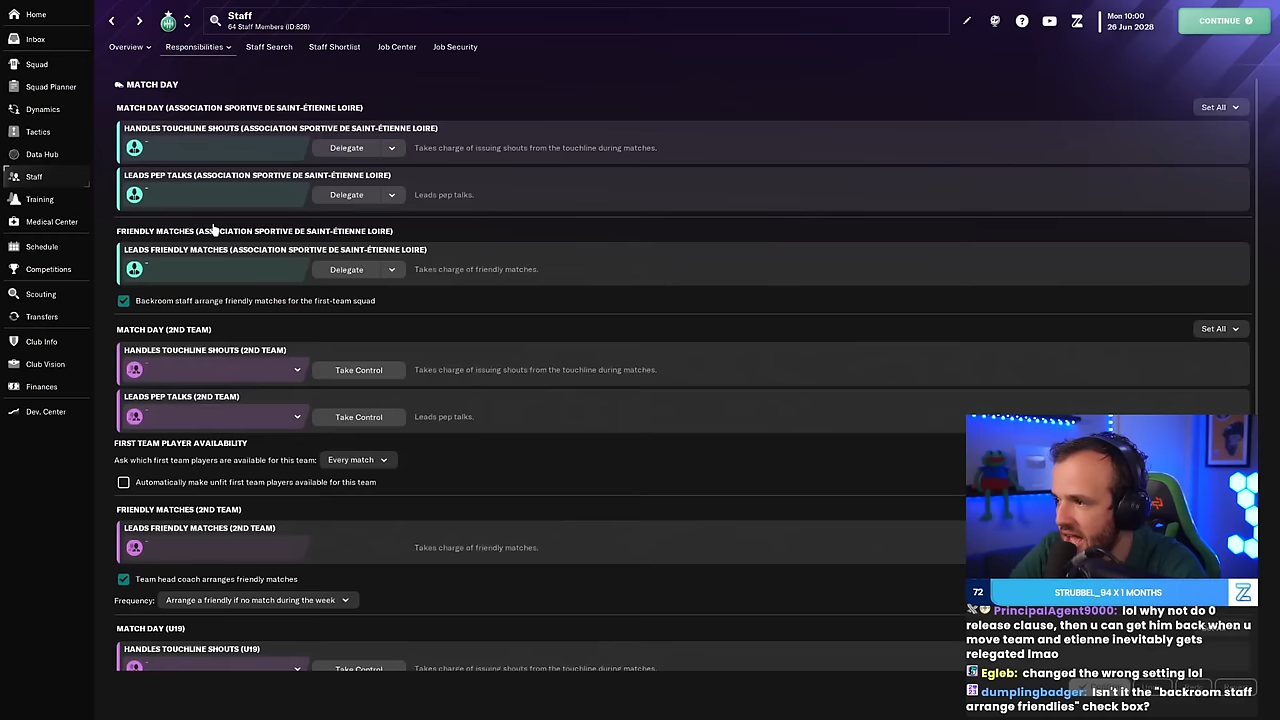 Home
Inbox
Squad
Squad Planner
Dynamics
Tactics
Data Hub
Staff
Training
Medical Center
Schedule
Competitions
Scouting
Transfers
Club Info
Club Vision
Finances
Dev. Center
Staff
64 Staff Members (ID:828)
Mon 10:00
26 Jun 2028
CONTINUE
Overview
Responsibilities
Staff Search
Staff Shortlist
Job Center
Job Security
MATCH DAY
MATCH DAY (ASSOCIATION SPORTIVE DE SAINT-ÉTIENNE LOIRE)
Set All
HANDLES TOUCHLINE SHOUTS (ASSOCIATION SPORTIVE DE SAINT-ÉTIENNE LOIRE)
-
Delegate
Takes charge of issuing shouts from the touchline during matches.
LEADS PEP TALKS (ASSOCIATION SPORTIVE DE SAINT-ÉTIENNE LOIRE)
-
Delegate
Leads pep talks.
FRIENDLY MATCHES (ASSOCIATION SPORTIVE DE SAINT-ÉTIENNE LOIRE)
LEADS FRIENDLY MATCHES (ASSOCIATION SPORTIVE DE SAINT-ÉTIENNE LOIRE)
-
Delegate
Takes charge of friendly matches.
Backroom staff arrange friendly matches for the first-team squad
MATCH DAY (2ND TEAM)
Set All
HANDLES TOUCHLINE SHOUTS (2ND TEAM)
-
Take Control
Takes charge of issuing shouts from the touchline during matches.
LEADS PEP TALKS (2ND TEAM)
-
Take Control
Leads pep talks.
FIRST TEAM PLAYER AVAILABILITY
Ask which first team players are available for this team: Every match
Automatically make unfit first team players available for this team
FRIENDLY MATCHES (2ND TEAM)
LEADS FRIENDLY MATCHES (2ND TEAM)
-
Takes charge of friendly matches.
Team head coach arranges friendly matches
Frequency: Arrange a friendly if no match during the week
MATCH DAY (U19)
HANDLES TOUCHLINE SHOUTS (U19)
-
Take Control
Takes charge of issuing shouts from the touchline during matches.
72
STRUBBEL_94 X 1 MONTHS
PrincipalAgent9000: lol why not do 0
release clause, then u can get him back when u
move team and etienne inevitably gets
relegated lmao
Egleb: changed the wrong setting lol
dumplingbadger: Isn't it the "backroom staff
arrange friendlies" check box?